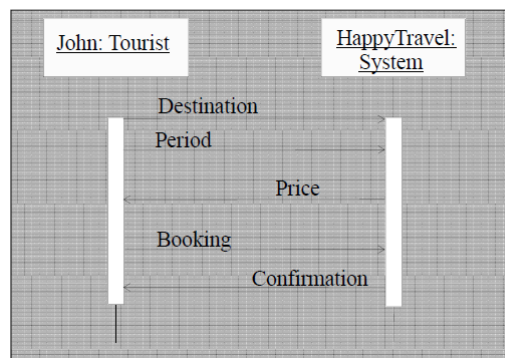 John: Tourist
HappyTravel:
System
Destination
Period
Price
Booking
Confirmation